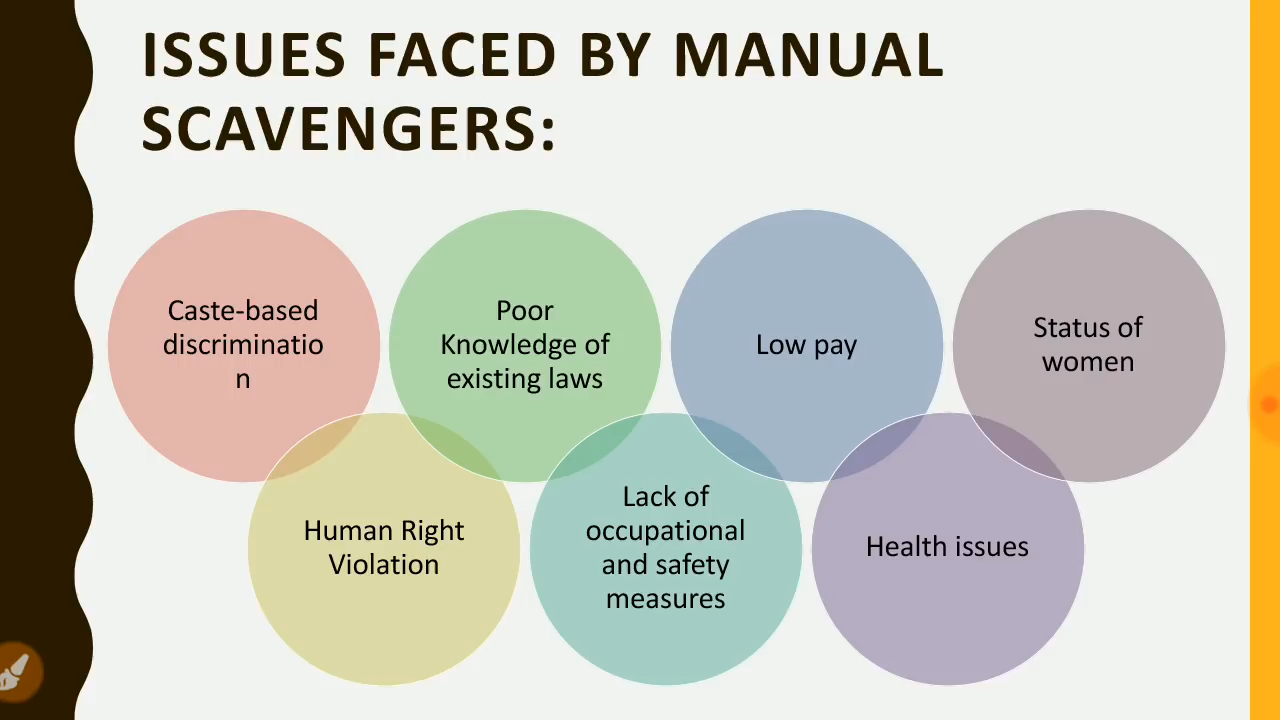 ISSUES FACED BY MANUAL
SCAVENGERS:
Caste-based
discriminatio
n
Poor
Knowledge of
existing laws
Low pay
Status of
women
Human Right
Violation
Lack of
occupational
and safety
measures
Health issues